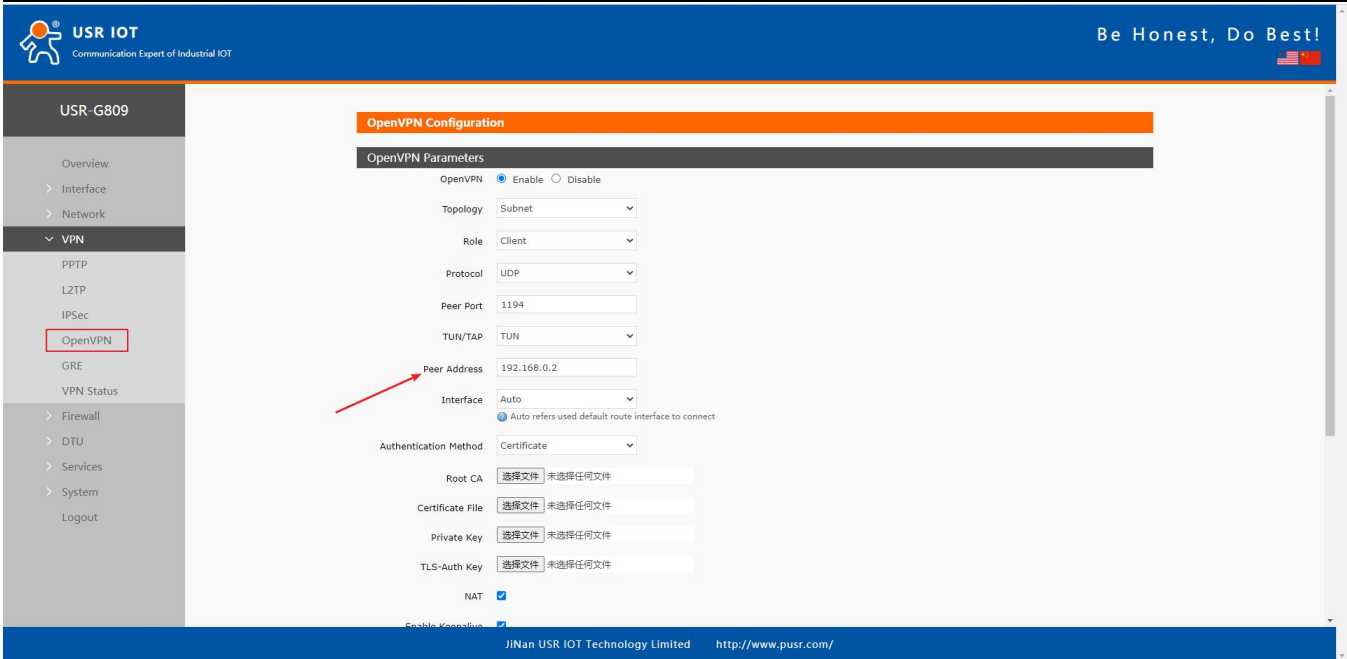 USR IOT
Communication Expert of Industrial IOT
Be Honest, Do Best!
USR-G809
Overview
Interface
Network
VPN
PPTP
L2TP
IPSec
OpenVPN
GRE
VPN Status
Firewall
DTU
Services
System
Logout
OpenVPN Configuration
OpenVPN Parameters
OpenVPN Enable Disable
Topology Subnet
Role Client
Protocol UDP
Peer Port 1194
TUN/TAP TUN
Peer Address 192.168.0.2
Interface Auto
Auto refers used default route interface to connect
Authentication Method Certificate
Root CA 选择文件 未选择任何文件
Certificate File 选择文件 未选择任何文件
Private Key 选择文件 未选择任何文件
TLS-Auth Key 选择文件 未选择任何文件
NAT
Enable Keepalive
JiNan USR IOT Technology Limited http://www.pusr.com/